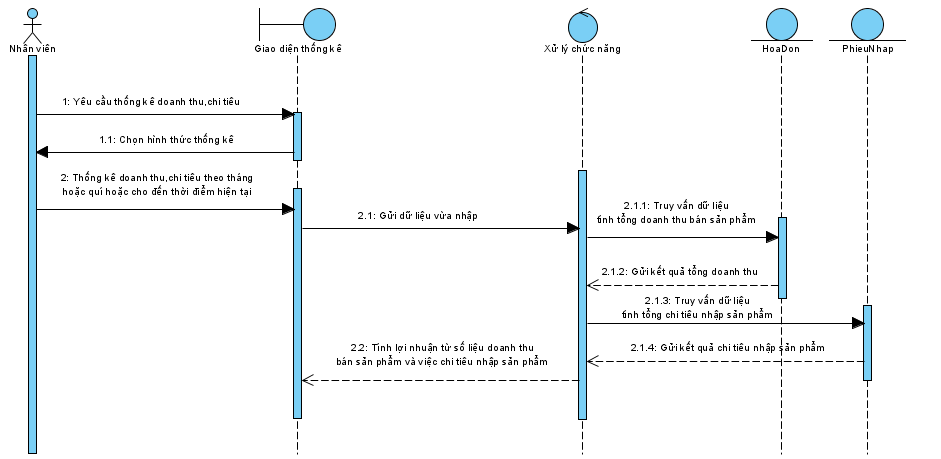 Nhân viên
Giao diện thống kê
Xử lý chức năng
HoaDon
PhieuNhap
1: Yêu cầu thống kê doanh thu,chi tiêu
1.1: Chọn hình thức thống kê
2: Thống kê doanh thu,chi tiêu theo tháng
hoặc quí hoặc cho đến thời điểm hiện tại
2.1: Gửi dữ liệu vừa nhập
2.1.1: Truy vấn dữ liệu
tính tổng doanh thu bán sản phẩm
2.1.2: Gửi kết quả tổng doanh thu
2.1.3: Truy vấn dữ liệu
tính tổng chi tiêu nhập sản phẩm
2.1.4: Gửi kết quả chi tiêu nhập sản phẩm
2.2: Tính lợi nhuận từ số liệu doanh thu
bán sản phẩm và việc chi tiêu nhập sản phẩm